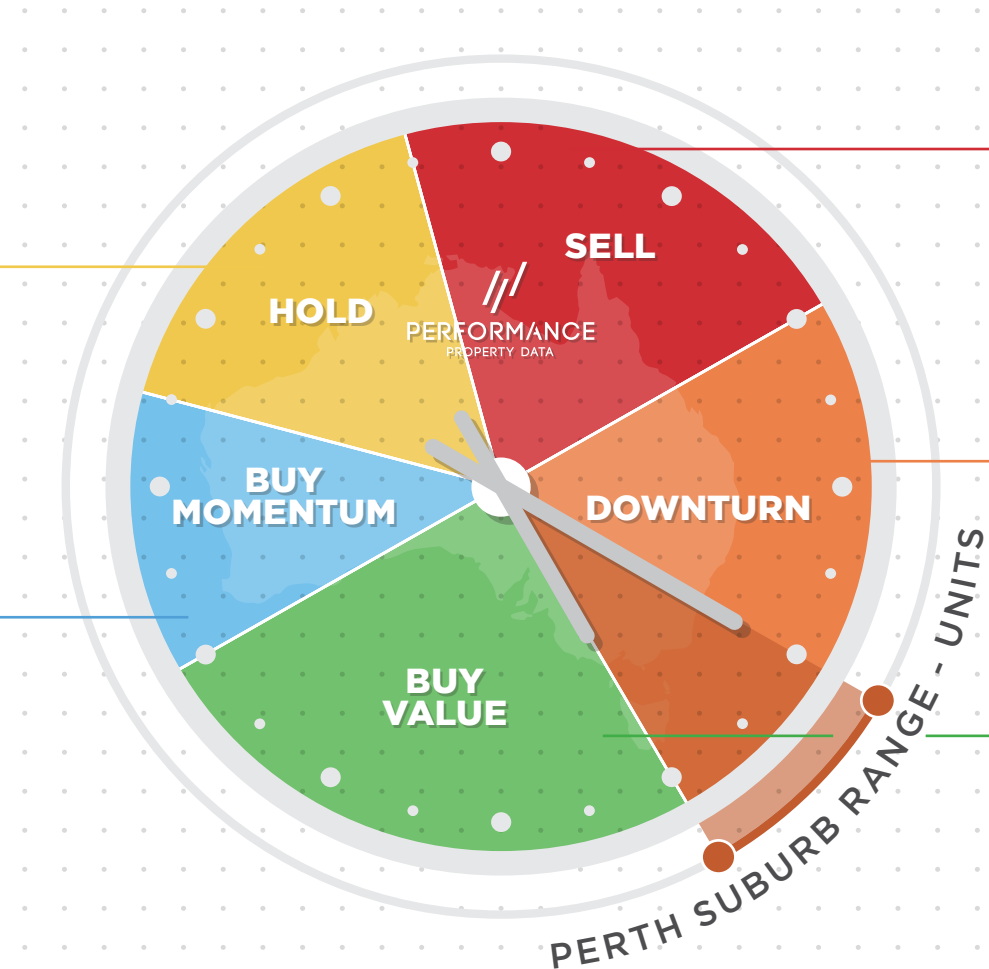 SELL
HOLD
PERFORMANCE
PROPERTY DATA
BUY
MOMENTUM
DOWNTURN
BUY
VALUE
PERTH SUBURB RANGE - UNITS